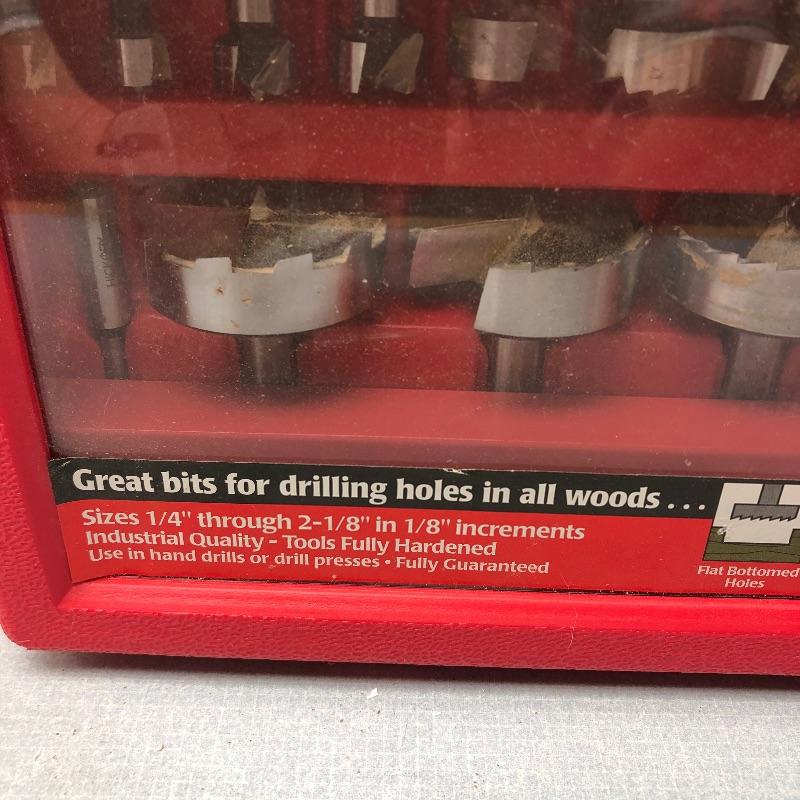 Great bits for drilling holes in all woods . . .
Sizes 1/4" through 2-1/8" in 1/8" increments
Industrial Quality - Tools Fully Hardened
Use in hand drills or drill presses • Fully Guaranteed
Flat Bottomed
Holes